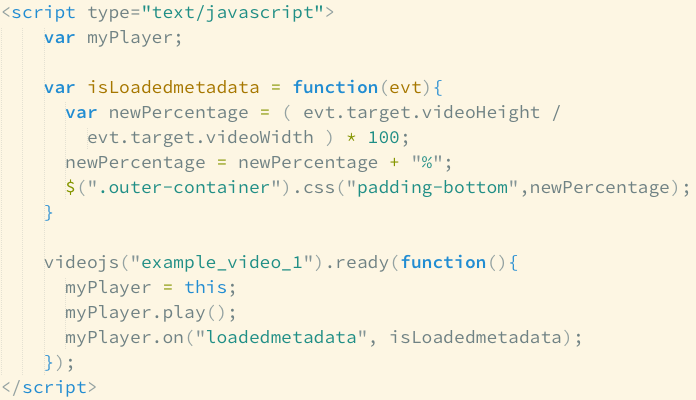 <script type="text/javascript">
var myPlayer;
var isLoadedmetadata = function(evt){
var newPercentage = ( evt.target.videoHeight /
evt.target.videoWidth ) * 100;
newPercentage = newPercentage + "%";
$(".outer-container").css("padding-bottom",newPercentage);
}
videojs("example_video_1").ready(function(){
myPlayer = this;
myPlayer.play();
myPlayer.on("loadedmetadata", isLoadedmetadata);
});
</script>